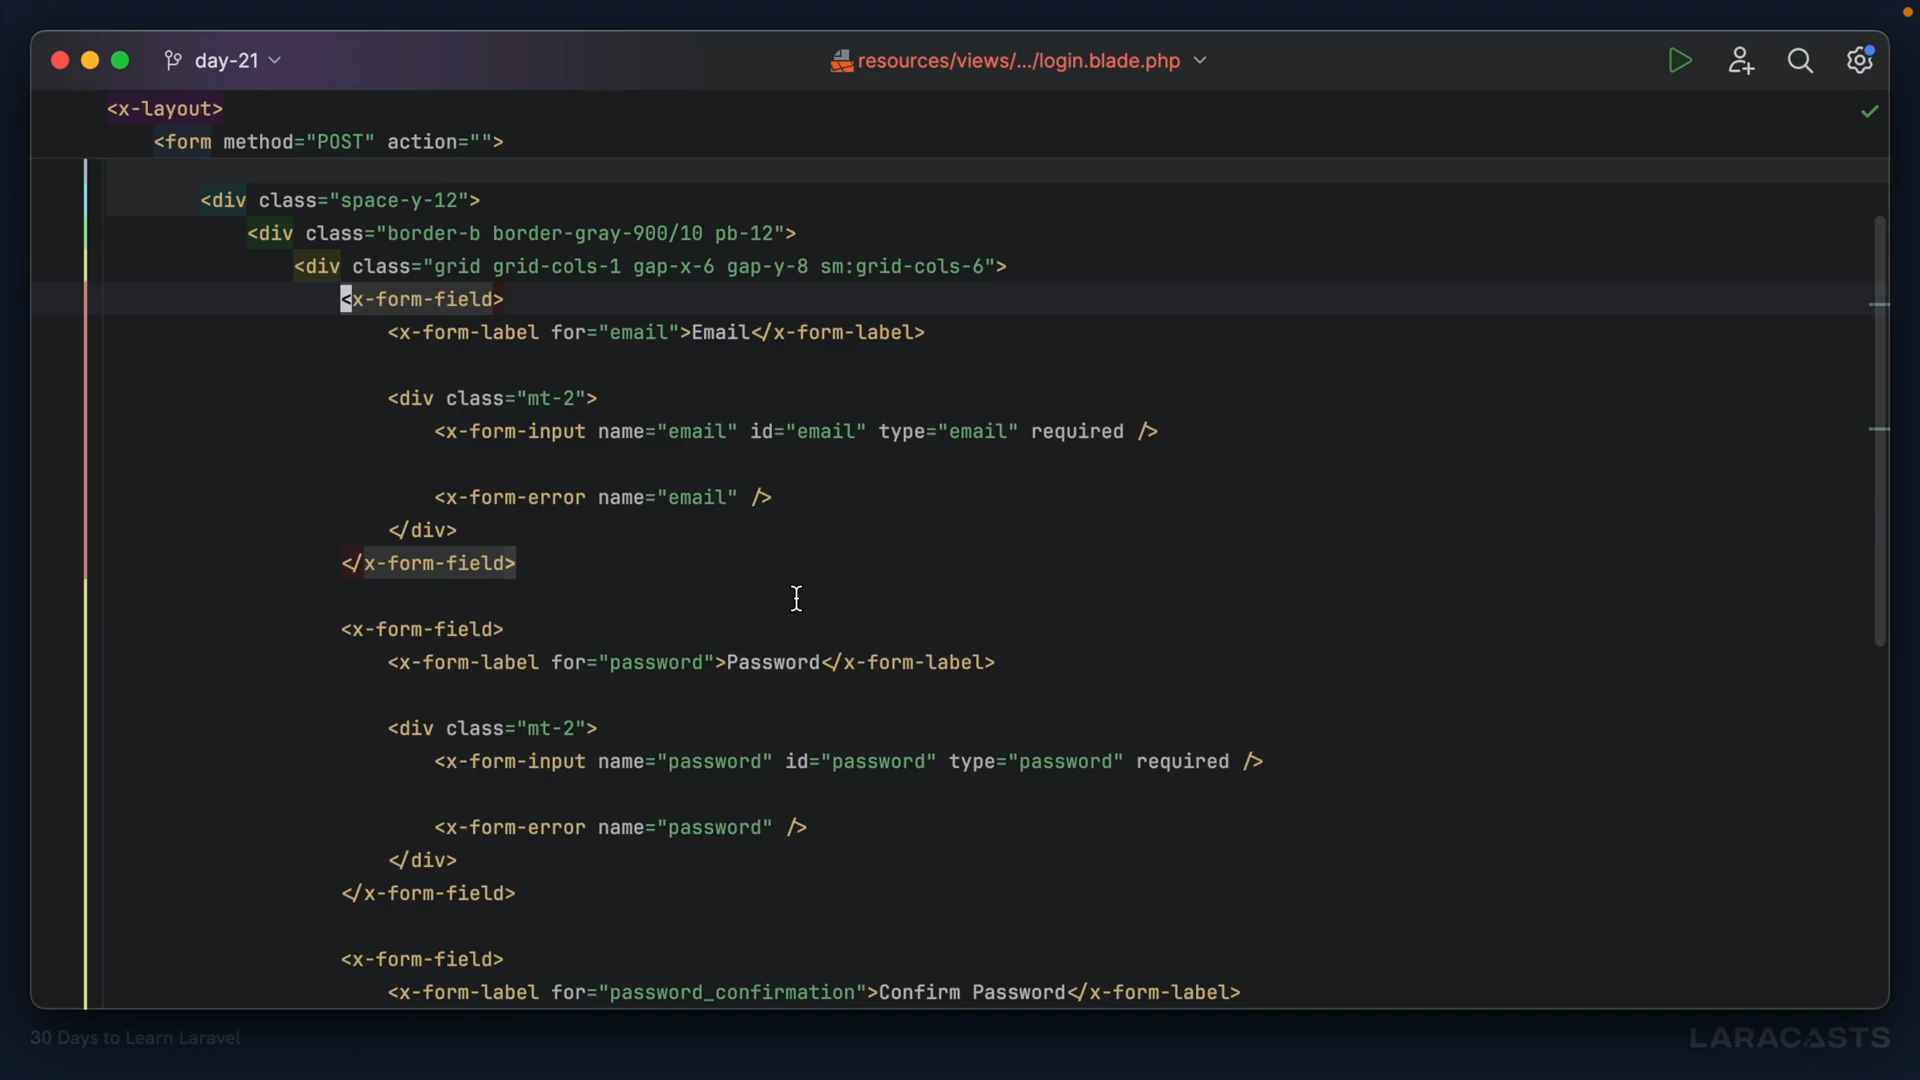 day-21
resources/views/.../login.blade.php
<x-layout>
<form method="POST" action="">
<div class="space-y-12">
<div class="border-b border-gray-900/10 pb-12">
<div class="grid grid-cols-1 gap-x-6 gap-y-8 sm:grid-cols-6">
<x-form-field>
<x-form-label for="email">Email</x-form-label>
<div class="mt-2">
<x-form-input name="email" id="email" type="email" required />
<x-form-error name="email" />
</div>
</x-form-field>
<x-form-field>
<x-form-label for="password">Password</x-form-label>
<div class="mt-2">
<x-form-input name="password" id="password" type="password" required />
<x-form-error name="password" />
</div>
</x-form-field>
<x-form-field>
<x-form-label for="password_confirmation">Confirm Password</x-form-label>
30 Days to Learn Laravel
LARACASTS